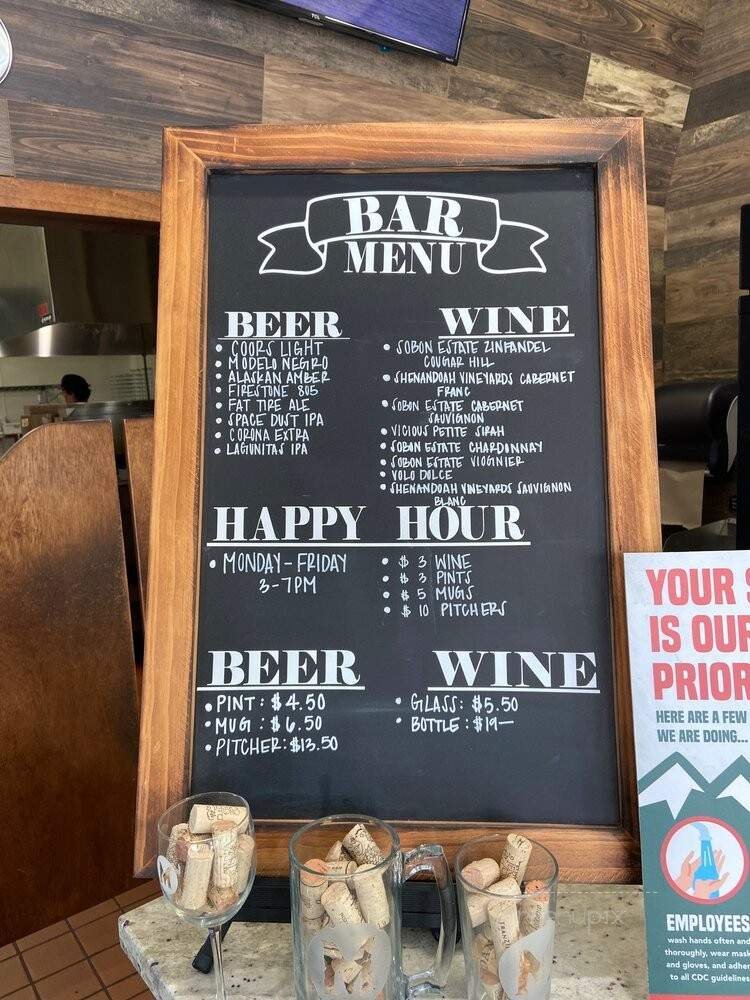 BAR
MENU
BEER
• COORS LIGHT
• MODELO NEGRO
• ALASKAN AMBER
• FIRESTONE 805
• FAT TIRE ALE
• SPACE DUST IPA
• CORONA EXTRA
• LAGUNITAS IPA
WINE
• SOBON ESTATE ZINFANDEL
COUGAR HILL
• SHENANDOAH VINEYARDS CABERNET
FRANC
• SOBON ESTATE CABERNET
SAUVIGNON
• VICIOUS PETITE SIRAH
• SOBON ESTATE CHARDONNAY
• SOBON ESTATE VIOGNIER
• VOLO DOLCE
• SHENANDOAH VINEYARDS SAUVIGNON
BLANC
HAPPY HOUR
• MONDAY-FRIDAY
3-7PM
• $ 3 WINE
• $ 3 PINTS
• $ 5 MUGS
• $ 10 PITCHERS
BEER
• PINT: $4.50
• MUG : $6.50
• PITCHER: $13.50
WINE
• GLASS: $5.50
• BOTTLE: $19—
YOUR S
IS OUR
PRIOR
HERE ARE A FEW
WE ARE DOING...
EMPLOYEES
wash hands often and
thoroughly, wear mask
and gloves, and adher
to all CDC guidelines